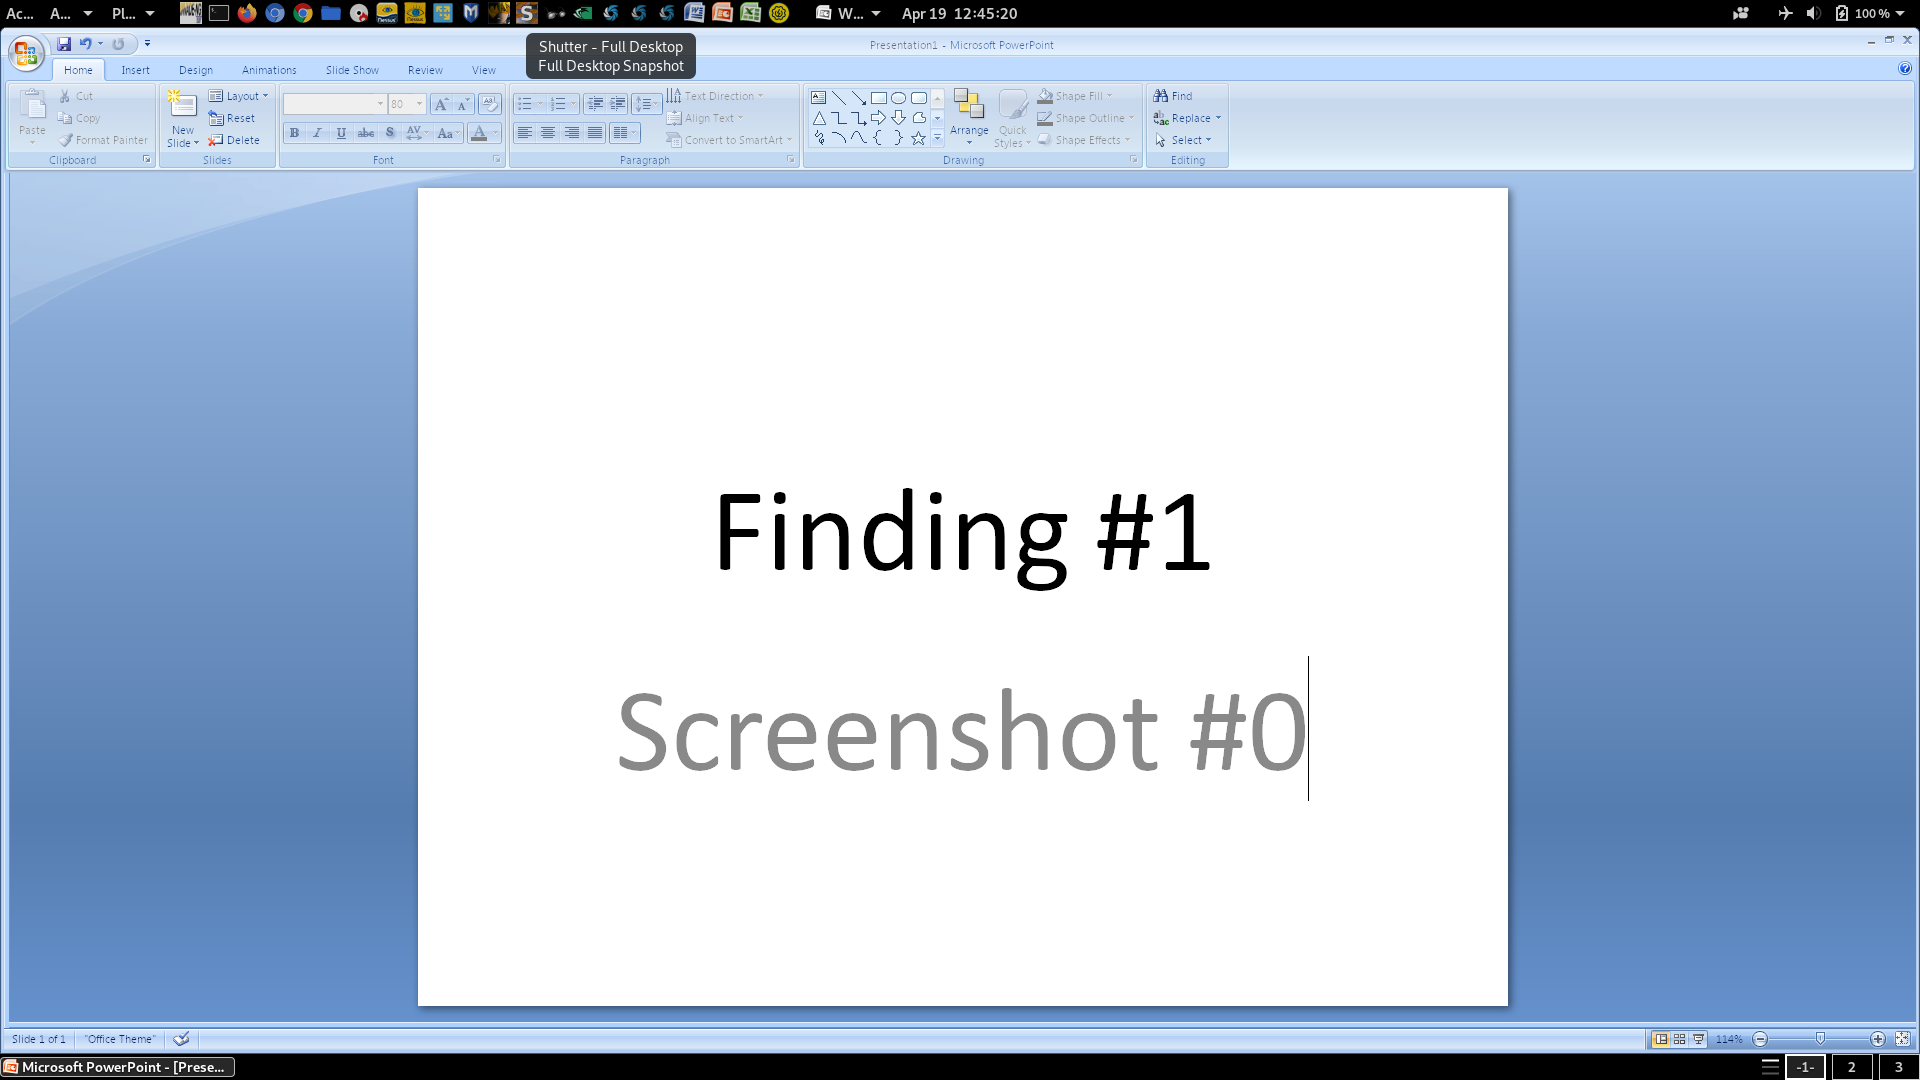 Ac... A... Pl... W... Apr 19 12:45:20 100 %
Shutter - Full Desktop
Full Desktop Snapshot
Presentation1 - Microsoft PowerPoint
Home Insert Design Animations Slide Show Review View
Paste Cut Copy Format Painter
Clipboard
New Slide Layout Reset Delete
Slides
80
B I U abc S AV Aa A
Font
Text Direction
Align Text
Convert to SmartArt
Paragraph
Arrange Quick Styles
Shape Fill
Shape Outline
Shape Effects
Drawing
Find
Replace
Select
Editing
Finding #1
Screenshot #0
Slide 1 of 1 "Office Theme" 114%
Microsoft PowerPoint - [Prese... -1- 2 3